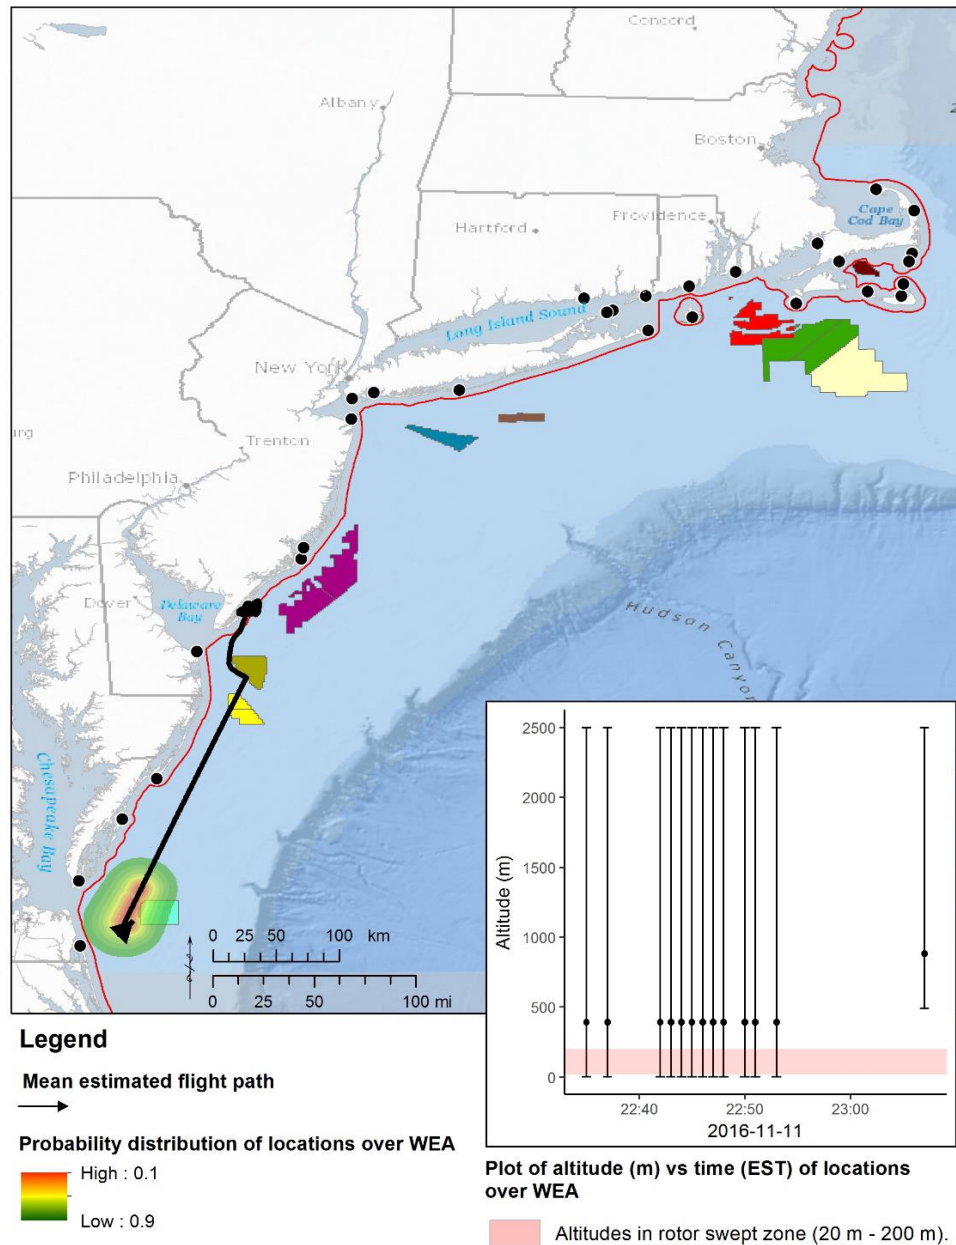 Concord
Albany
Boston
Cape
Cod Bay
Providence
Hartford
Long Island Sound
New York
Trenton
Philadelphia
Dover
Delaware
Bay
Hudson Canyon
Chesapeake Bay
0 25 50 100 km
0 25 50 100 mi
Altitude (m)
2500
2000
1500
1000
500
0
22:40 22:50 23:00
2016-11-11
Legend
Mean estimated flight path
Probability distribution of locations over WEA
High : 0.1
Low : 0.9
Plot of altitude (m) vs time (EST) of locations
over WEA
Altitudes in rotor swept zone (20 m - 200 m).